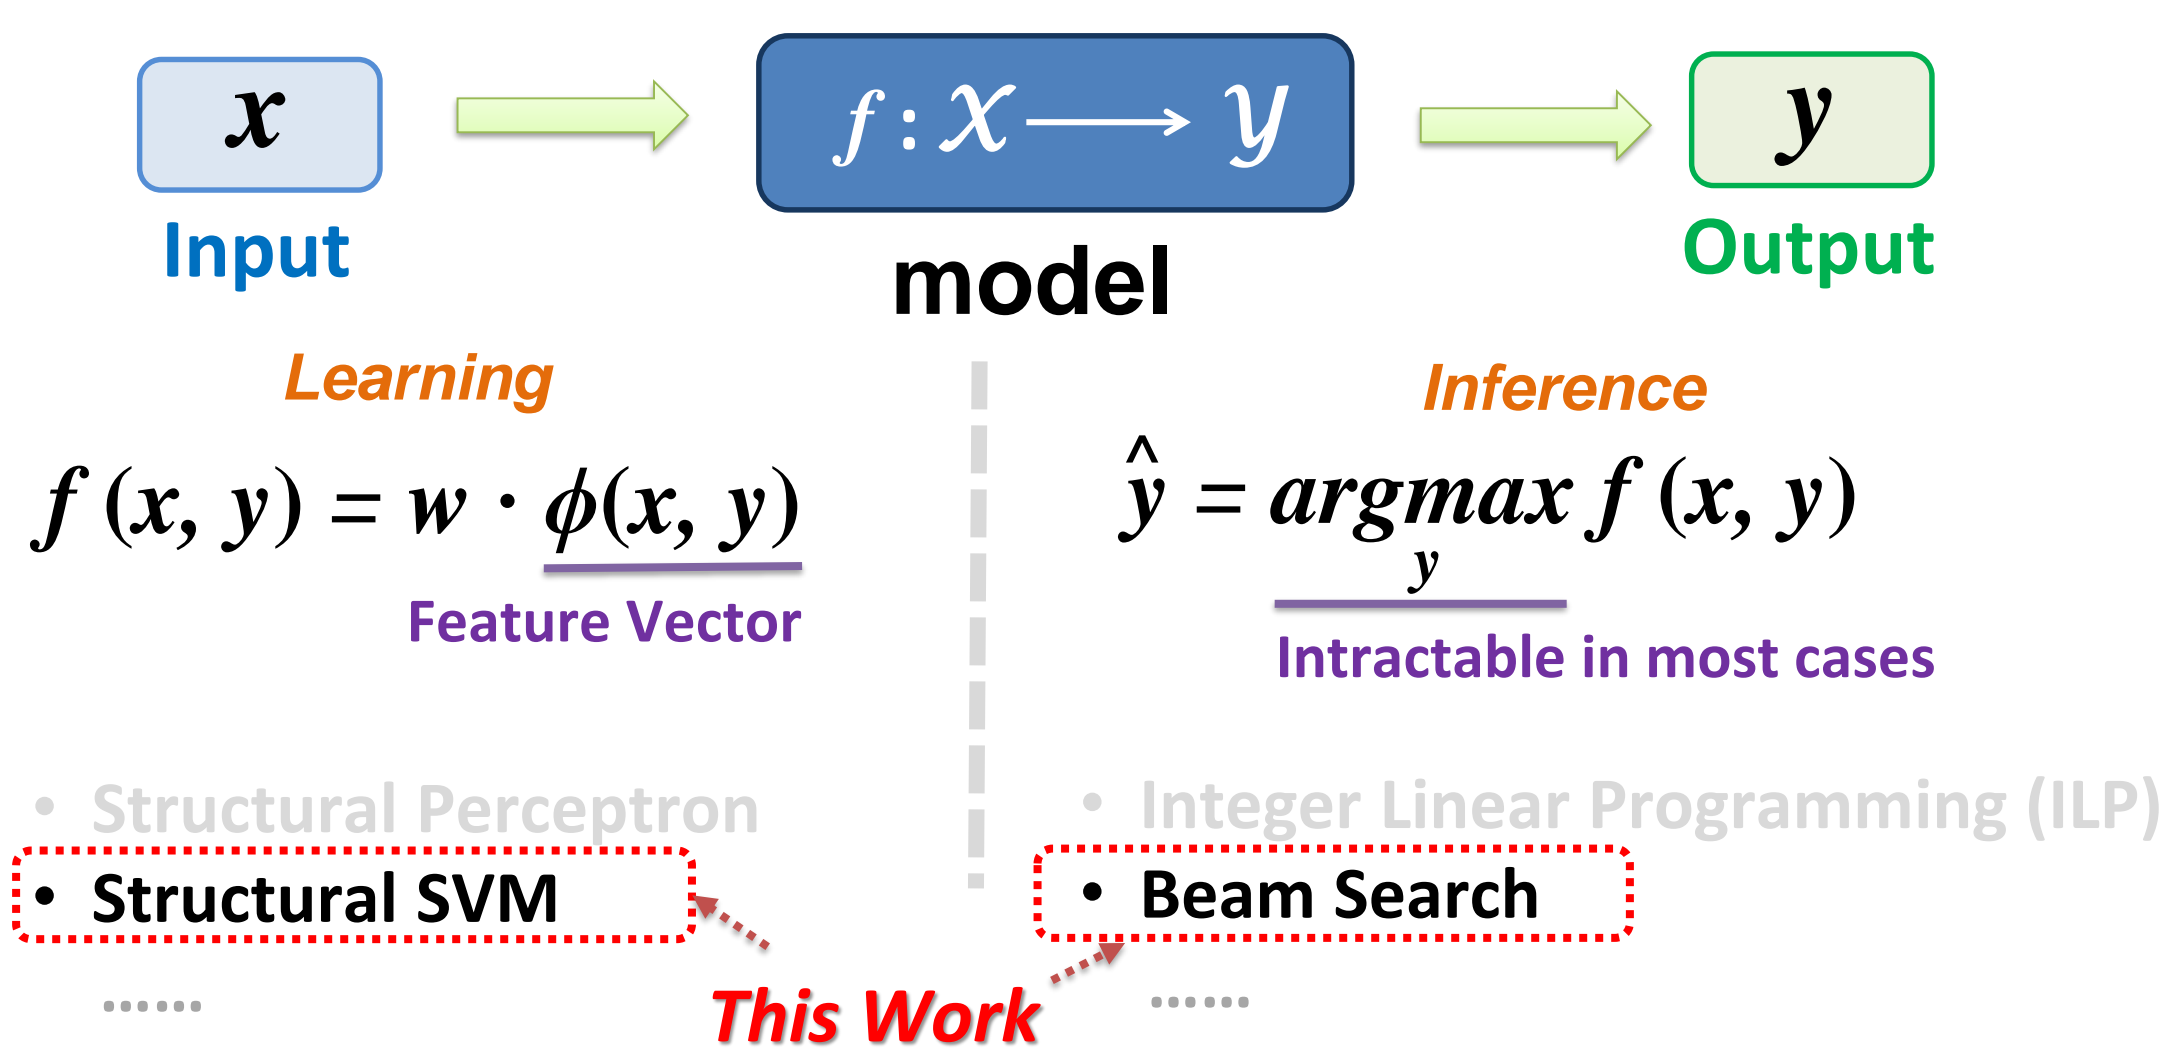 x
f : X ⟶ y
y
Input
model
Output
Learning
f (x, y) = w · ϕ(x, y)
Feature Vector
• Structural Perceptron
• Structural SVM
......
Inference
ŷ = argmax f (x, y)
y
Intractable in most cases
• Integer Linear Programming (ILP)
• Beam Search
......
This Work